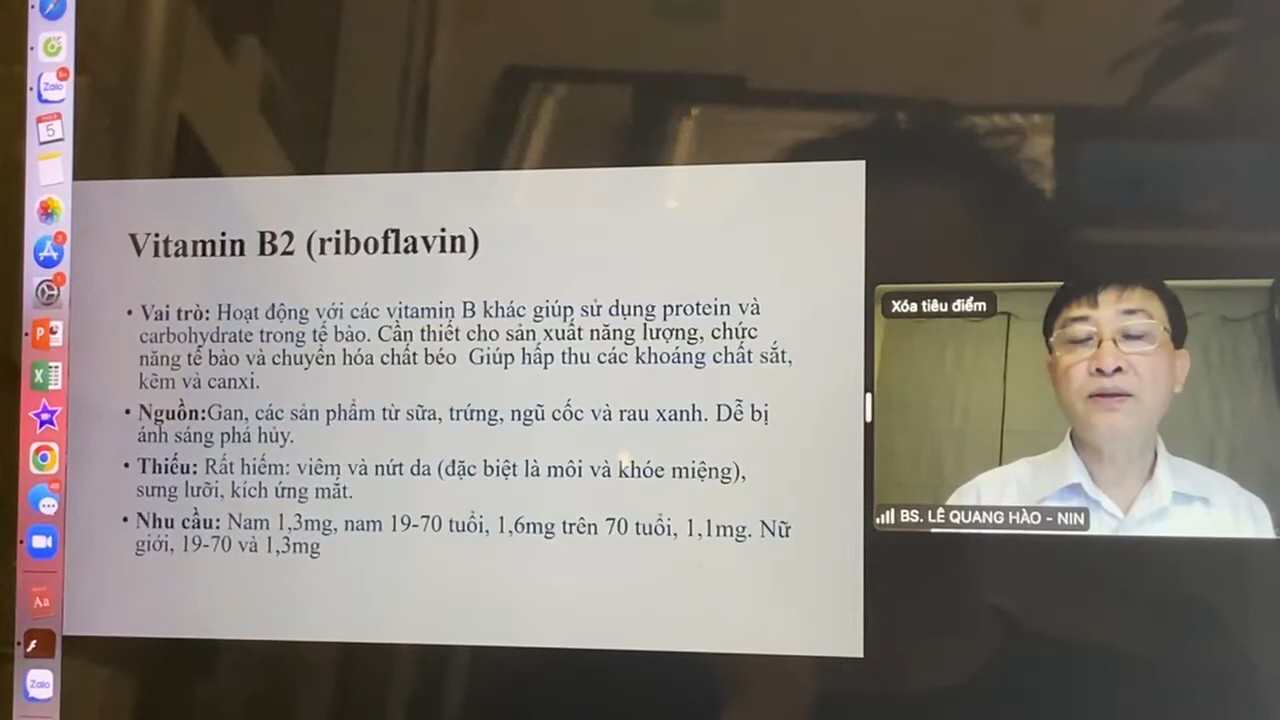 Zalo
5
Vitamin B2 (riboflavin)
• Vai trò: Hoạt động với các vitamin B khác giúp sử dụng protein và
carbohydrate trong tế bào. Cần thiết cho sản xuất năng lượng, chức
năng tế bào và chuyển hóa chất béo Giúp hấp thu các khoáng chất sắt,
kẽm và canxi.
• Nguồn:Gan, các sản phẩm từ sữa, trứng, ngũ cốc và rau xanh. Dễ bị
ánh sáng phá hủy.
• Thiếu: Rất hiếm: viêm và nứt da (đặc biệt là môi và khóe miệng),
sưng lưỡi, kích ứng mắt.
• Nhu cầu: Nam 1,3mg, nam 19-70 tuổi, 1,6mg trên 70 tuổi, 1,1mg. Nữ
giới, 19-70 và 1,3mg
Xóa tiêu điểm
BS. LÊ QUANG HÀO - NIN
P
X
Aa
Zalo